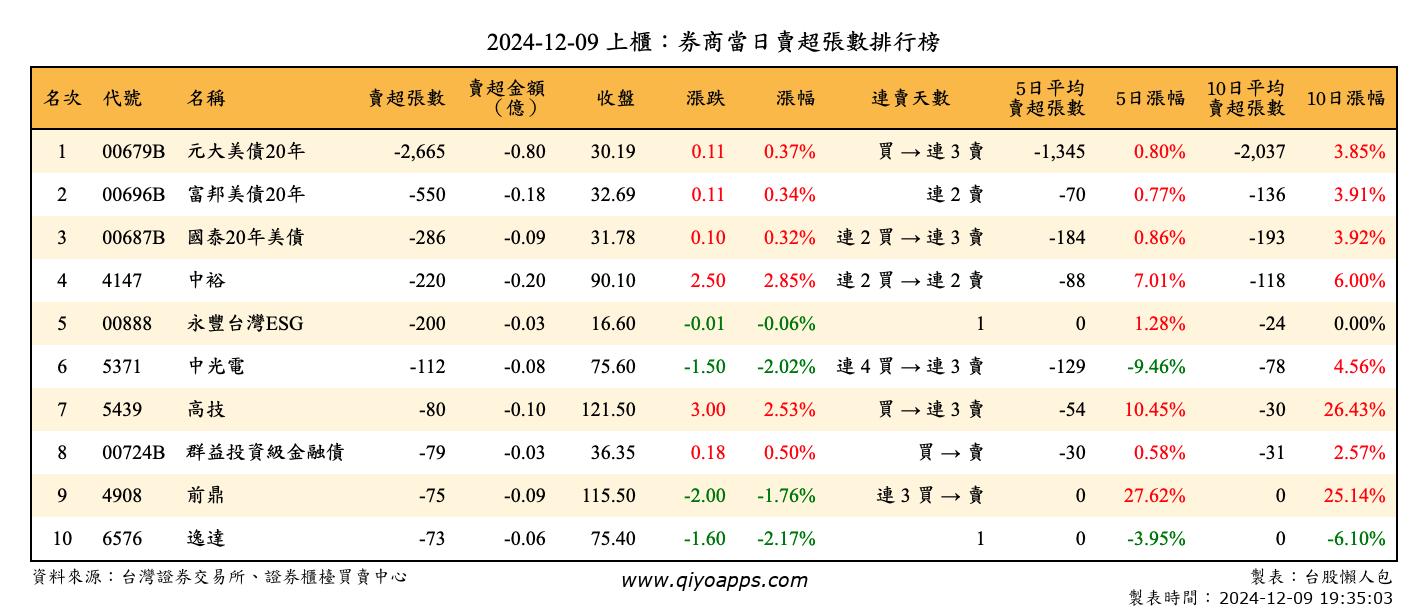 2024-12-09 上櫃：券商當日賣超張數排行榜
名次 代號 名稱 賣超張數 賣超金額（億） 收盤 漲跌 漲幅 連賣天數 5日平均賣超張數 5日漲幅 10日平均賣超張數 10日漲幅
1 00679B 元大美債20年 -2,665 -0.80 30.19 0.11 0.37% 買 → 連 3 賣 -1,345 0.80% -2,037 3.85%
2 00696B 富邦美債20年 -550 -0.18 32.69 0.11 0.34% 連 2 賣 -70 0.77% -136 3.91%
3 00687B 國泰20年美債 -286 -0.09 31.78 0.10 0.32% 連 2 買 → 連 3 賣 -184 0.86% -193 3.92%
4 4147 中裕 -220 -0.20 90.10 2.50 2.85% 連 2 買 → 連 2 賣 -88 7.01% -118 6.00%
5 00888 永豐台灣ESG -200 -0.03 16.60 -0.01 -0.06% 1 0 1.28% -24 0.00%
6 5371 中光電 -112 -0.08 75.60 -1.50 -2.02% 連 4 買 → 連 3 賣 -129 -9.46% -78 4.56%
7 5439 高技 -80 -0.10 121.50 3.00 2.53% 買 → 連 3 賣 -54 10.45% -30 26.43%
8 00724B 群益投資級金融債 -79 -0.03 36.35 0.18 0.50% 買 → 賣 -30 0.58% -31 2.57%
9 4908 前鼎 -75 -0.09 115.50 -2.00 -1.76% 連 3 買 → 賣 0 27.62% 0 25.14%
10 6576 逸達 -73 -0.06 75.40 -1.60 -2.17% 1 0 -3.95% 0 -6.10%
資料來源：台灣證券交易所、證券櫃檯買賣中心 www.qiyoapps.com 製表：台股懶人包
製表時間：2024-12-09 19:35:03